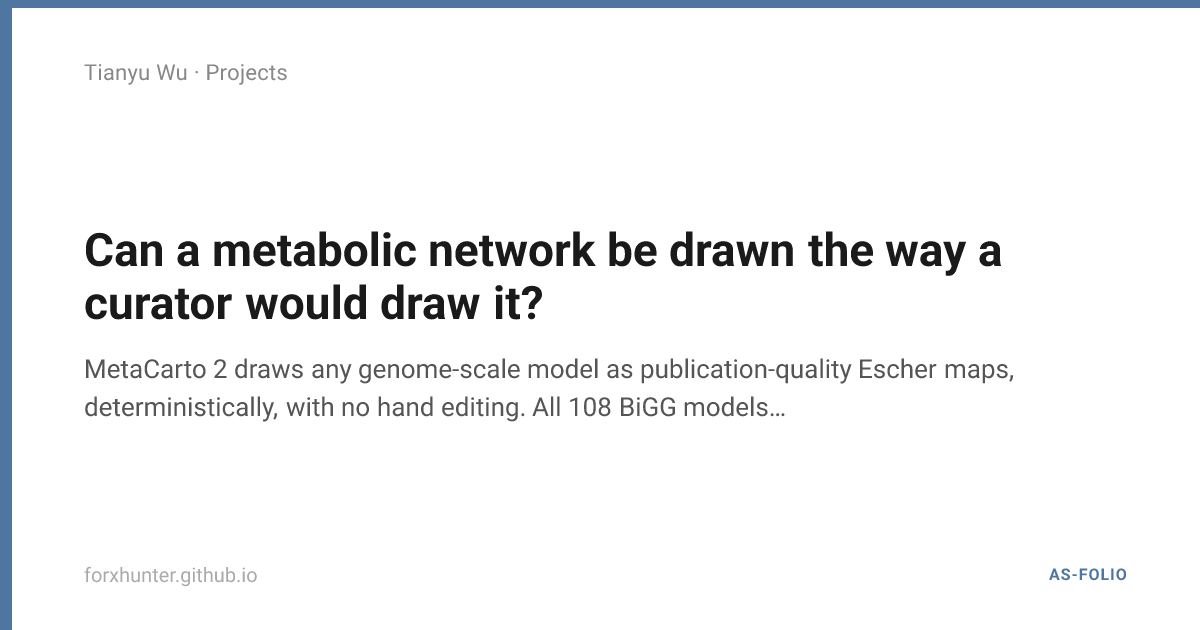 Tianyu Wu · Projects
Can a metabolic network be drawn the way a
curator would draw it?
MetaCarto 2 draws any genome-scale model as publication-quality Escher maps,
deterministically, with no hand editing. All 108 BiGG models…
forxhunter.github.io
AS-FOLIO